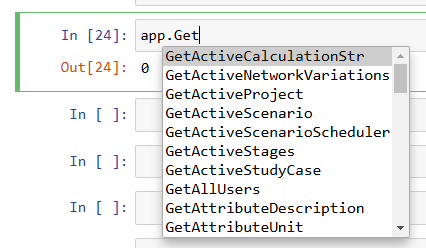 In [24]: app.Get
GetActiveCalculationStr
Out[24]: 0
GetActiveNetworkVariations
GetActiveProject
In [ ]:
GetActiveScenario
GetActiveScenarioScheduler
In [ ]:
GetActiveStages
GetActiveStudyCase
GetAllUsers
In [ ]:
GetAttributeDescription
GetAttributeUnit